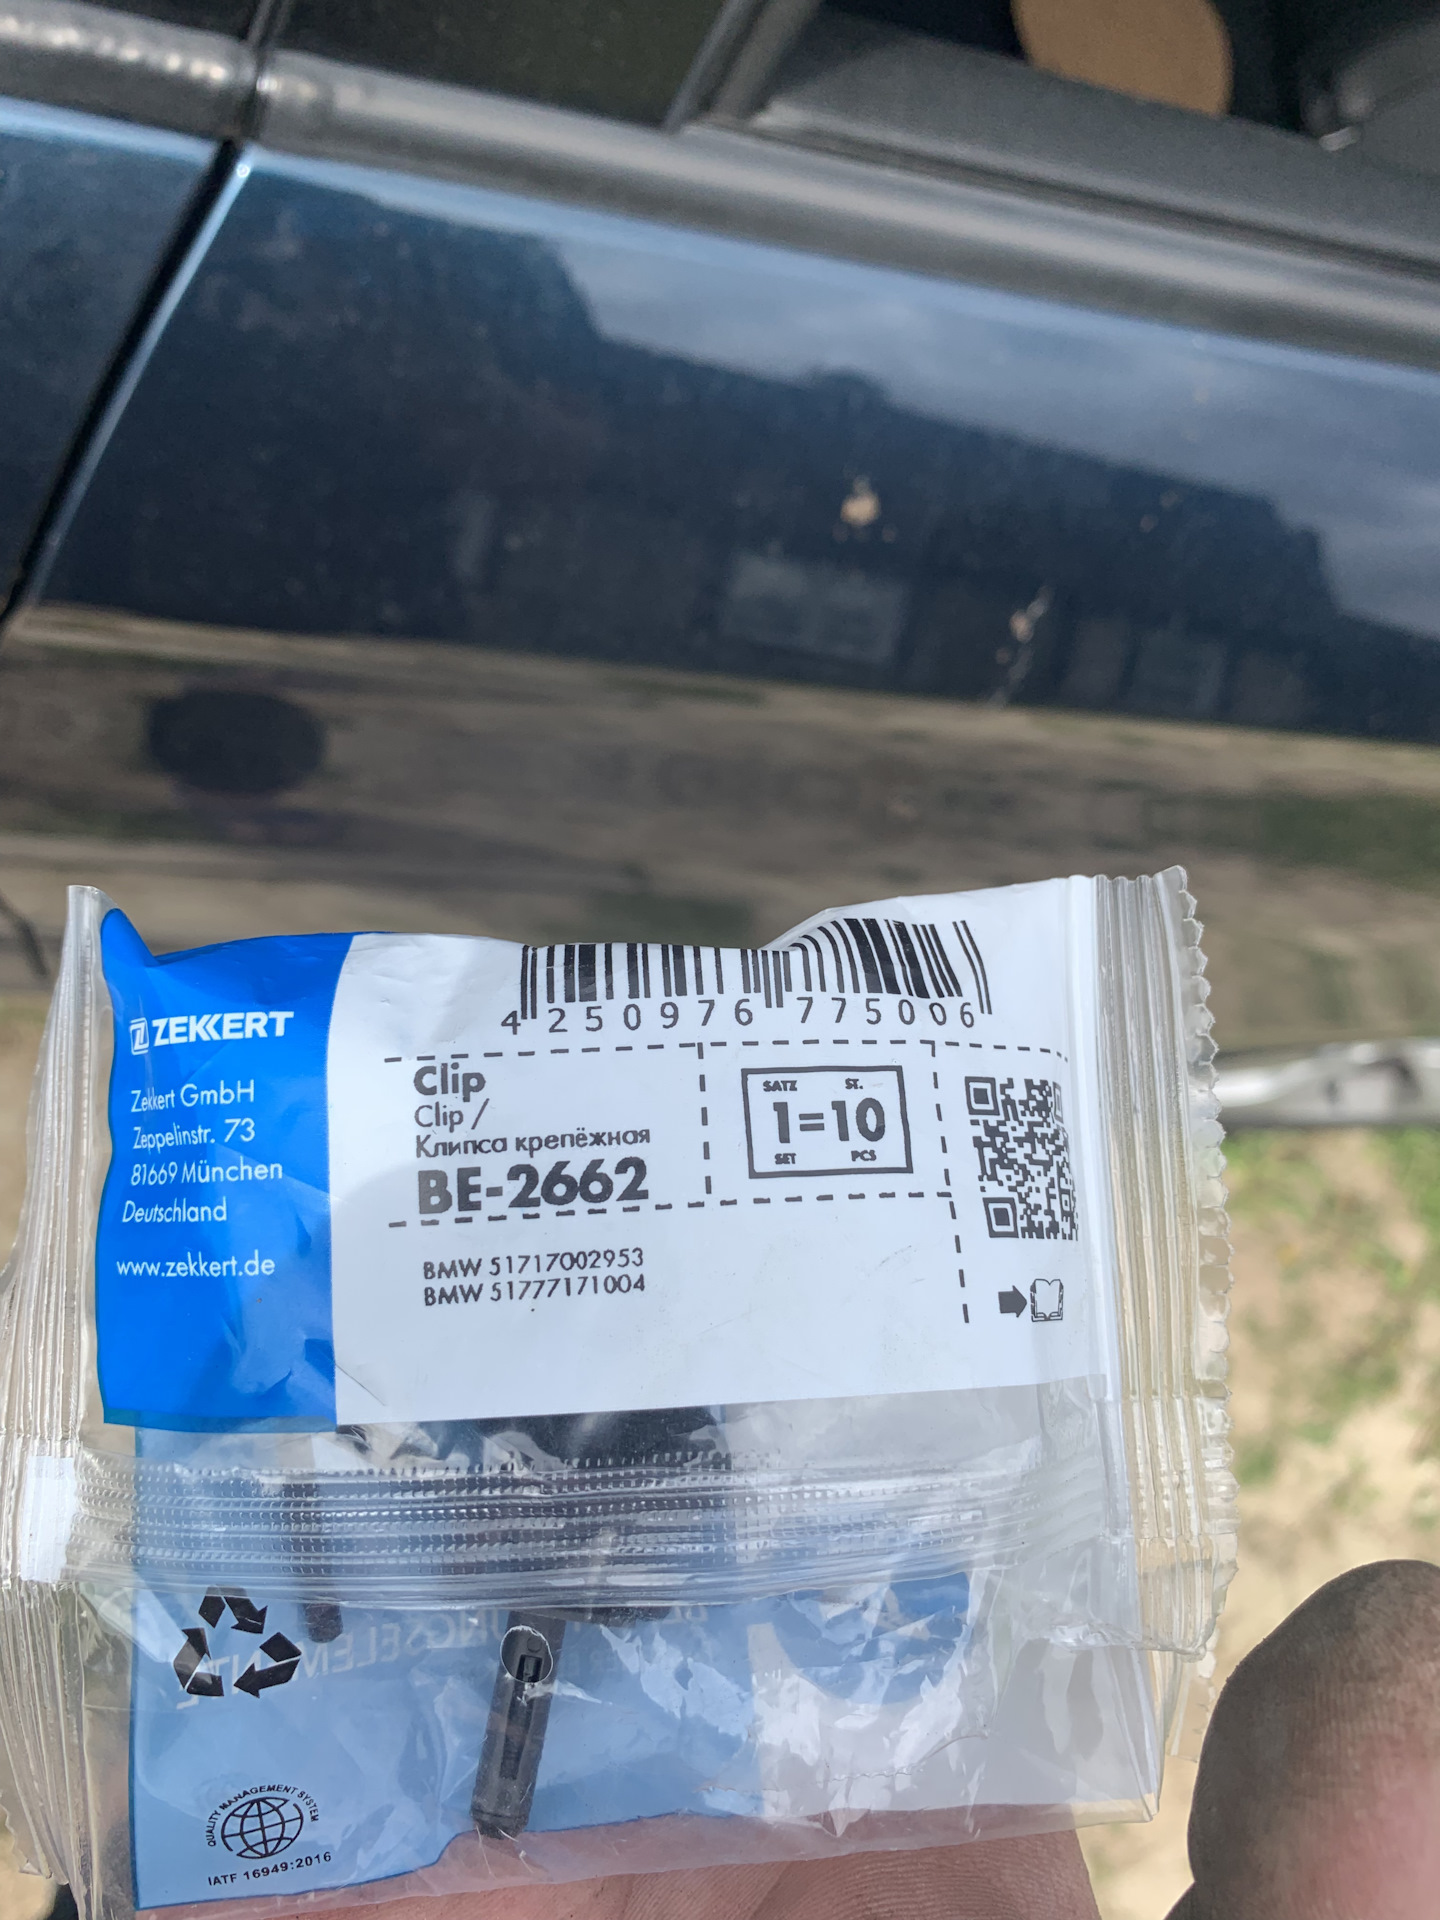 4 250976 775006
ZEKKERT
Zekkert GmbH
Zeppelinstr. 73
81669 München
Deutschland
www.zekkert.de
Clip
Clip /
Клипса крепёжная
BE-2662
SATZ ST.
1=10
SET PCS
BMW 51717002953
BMW 51777171004
QUALITY MANAGEMENT SYSTEM
IATF 16949:2016